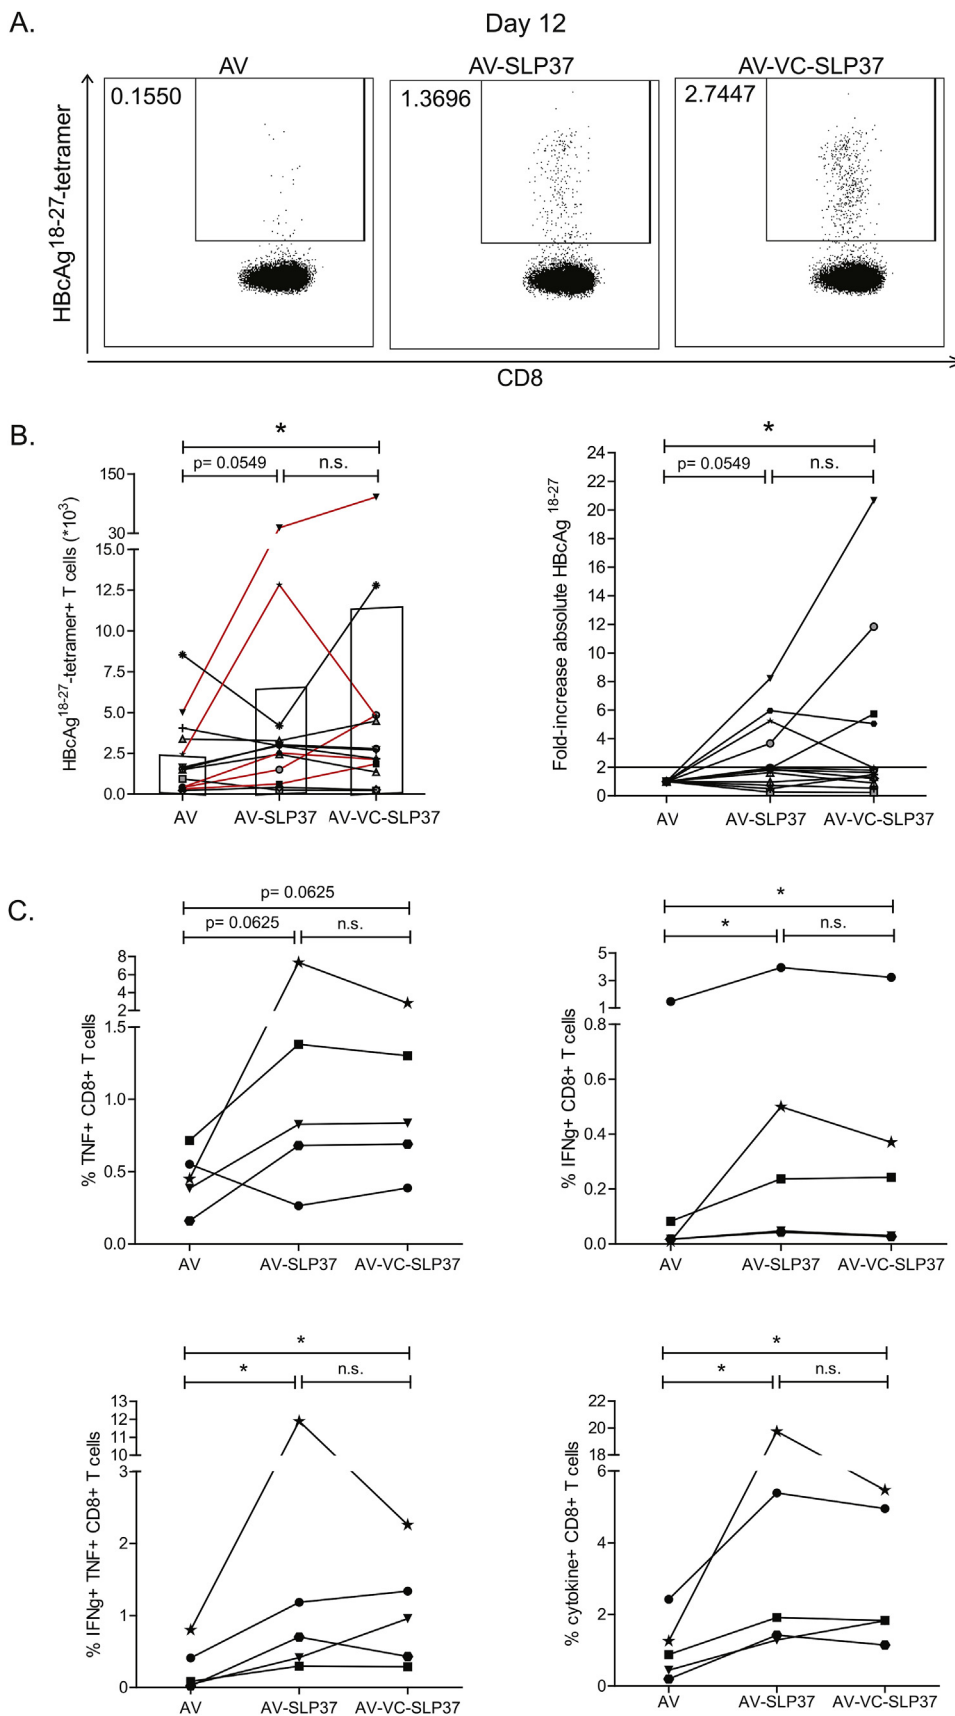 A.
Day 12
AV
AV-SLP37
AV-VC-SLP37
0.1550
1.3696
2.7447
HBcAg18-27-tetramer
CD8
B.
*
p= 0.0549
n.s.
150
30
15.0
12.5
10.0
7.5
5.0
2.5
0.0
HBcAg18-27-tetramer+ T cells (*10³)
AV
AV-SLP37
AV-VC-SLP37
*
p= 0.0549
n.s.
24
22
20
18
16
14
12
10
8
6
4
2
0
Fold-increase absolute HBcAg 18-27
AV
AV-SLP37
AV-VC-SLP37
C.
p= 0.0625
p= 0.0625
n.s.
8
6
4
2
1.5
1.0
0.5
0.0
% TNF+ CD8+ T cells
AV
AV-SLP37
AV-VC-SLP37
*
*
n.s.
5
3
1
0.8
0.6
0.4
0.2
0.0
% IFNg+ CD8+ T cells
AV
AV-SLP37
AV-VC-SLP37
*
*
n.s.
13
12
11
10
3
2
1
0
% IFNg+ TNF+ CD8+ T cells
AV
AV-SLP37
AV-VC-SLP37
*
*
n.s.
22
20
18
6
4
2
0
% cytokine+ CD8+ T cells
AV
AV-SLP37
AV-VC-SLP37